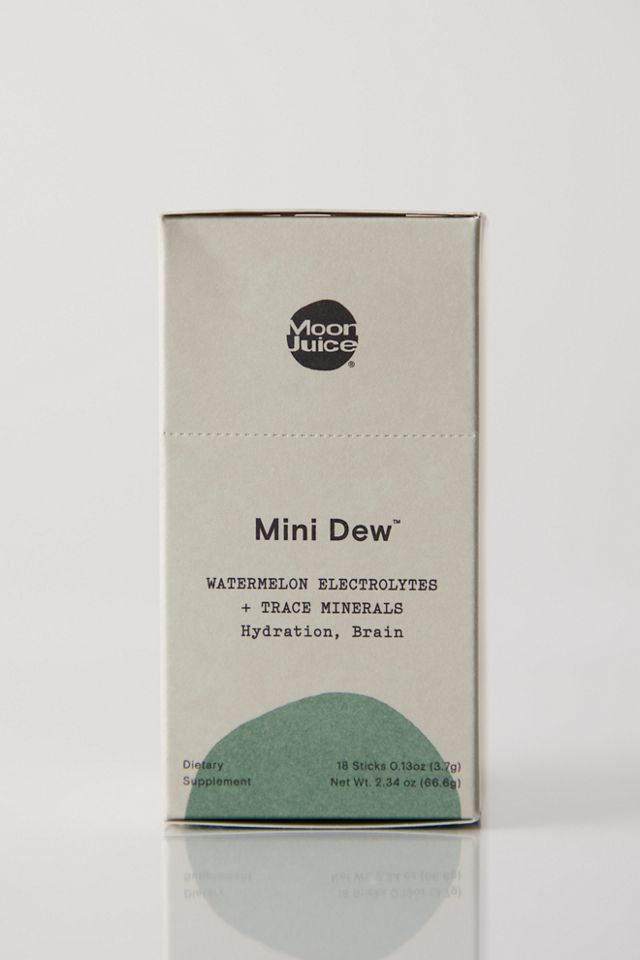 Moon
Juice
®
Mini Dew™
WATERMELON ELECTROLYTES
+ TRACE MINERALS
Hydration, Brain
Dietary
Supplement
18 Sticks 0.13oz (3.7g)
Net Wt. 2.34 oz (66.6g)